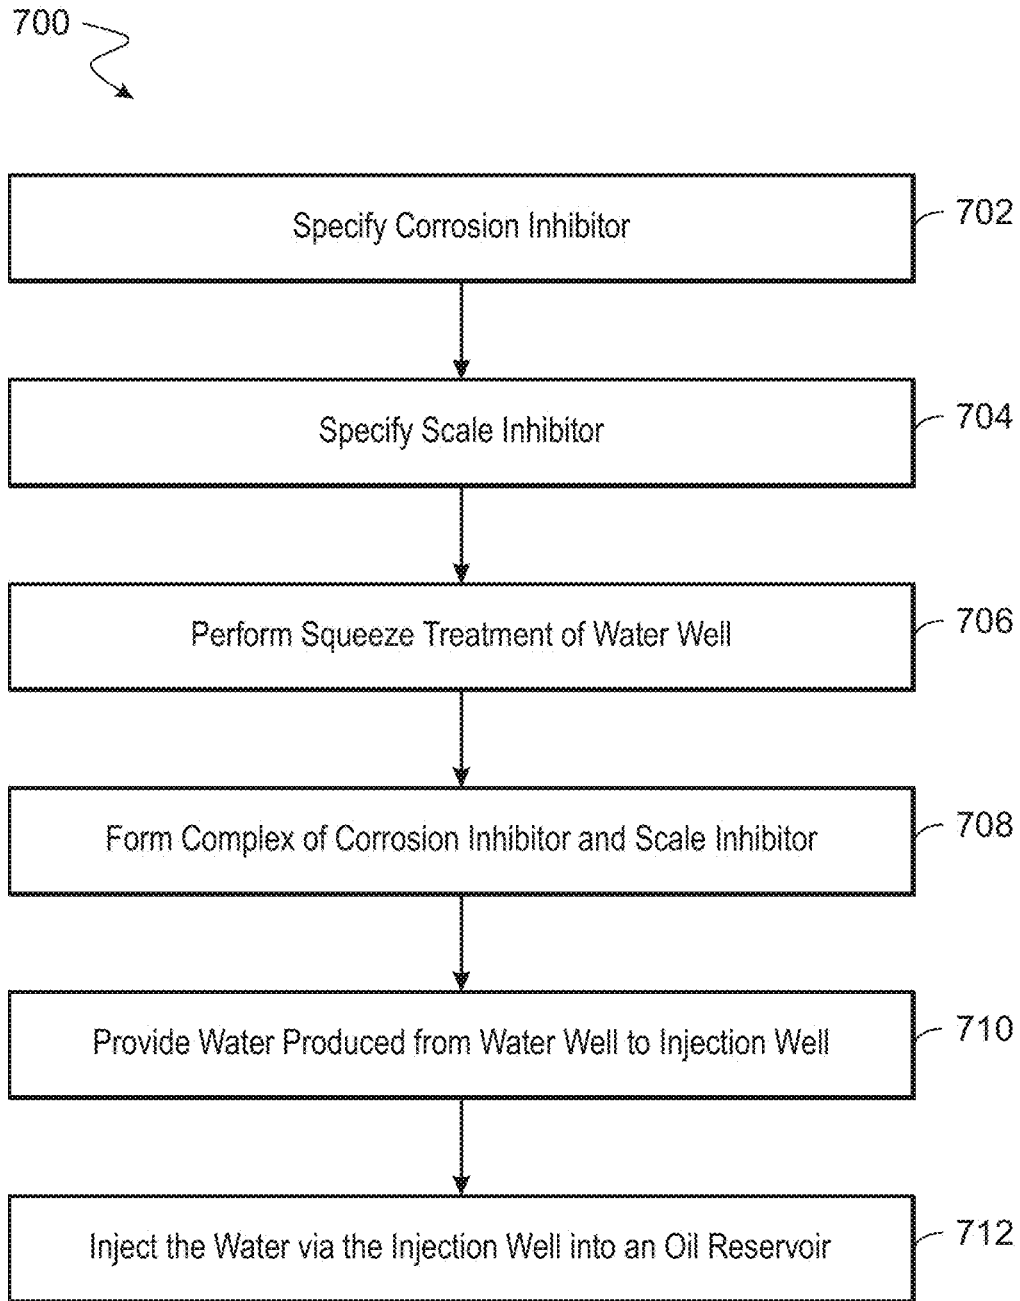 700
Specify Corrosion Inhibitor
702
Specify Scale Inhibitor
704
Perform Squeeze Treatment of Water Well
706
Form Complex of Corrosion Inhibitor and Scale Inhibitor
708
Provide Water Produced from Water Well to Injection Well
710
Inject the Water via the Injection Well into an Oil Reservoir
712